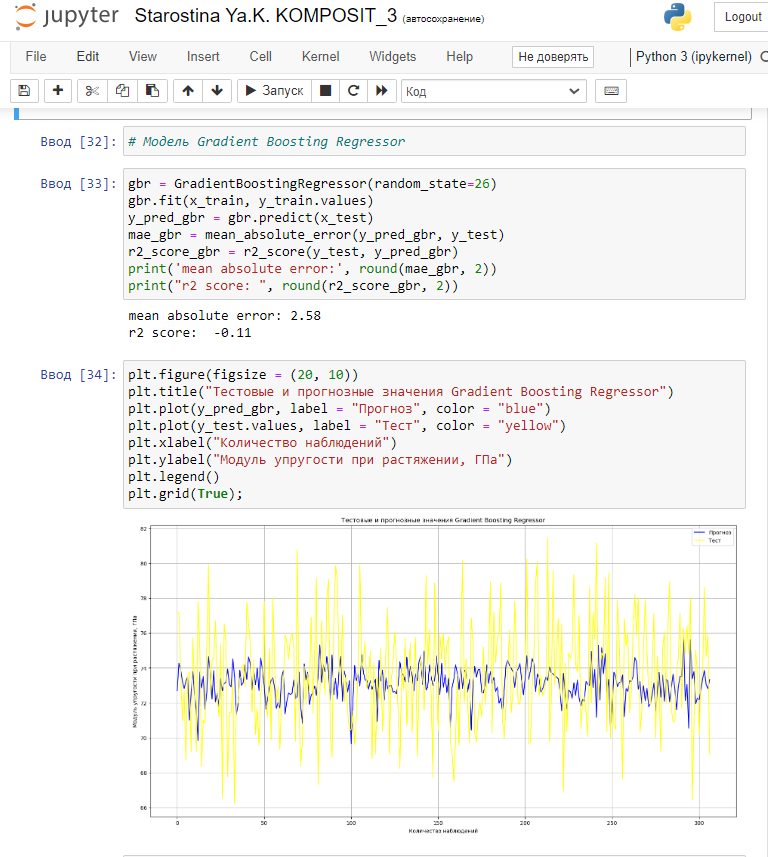 jupyter Starostina Ya.K. KOMPOSIT_3 (автосохранение)
Logout
File Edit View Insert Cell Kernel Widgets Help Не доверять Python 3 (ipykernel)
Запуск Код
Ввод [32]: # Модель Gradient Boosting Regressor
Ввод [33]: gbr = GradientBoostingRegressor(random_state=26)
gbr.fit(x_train, y_train.values)
y_pred_gbr = gbr.predict(x_test)
mae_gbr = mean_absolute_error(y_pred_gbr, y_test)
r2_score_gbr = r2_score(y_test, y_pred_gbr)
print('mean absolute error:', round(mae_gbr, 2))
print("r2 score: ", round(r2_score_gbr, 2))
mean absolute error: 2.58
r2 score:  -0.11
Ввод [34]: plt.figure(figsize = (20, 10))
plt.title("Тестовые и прогнозные значения Gradient Boosting Regressor")
plt.plot(y_pred_gbr, label = "Прогноз", color = "blue")
plt.plot(y_test.values, label = "Тест", color = "yellow")
plt.xlabel("Количество наблюдений")
plt.ylabel("Модуль упругости при растяжении, ГПа")
plt.legend()
plt.grid(True);
Тестовые и прогнозные значения Gradient Boosting Regressor
Прогноз
Тест
82
80
78
76
74
72
70
68
66
Модуль упругости при растяжении, ГПа
0 50 100 150 200 250 300
Количество наблюдений